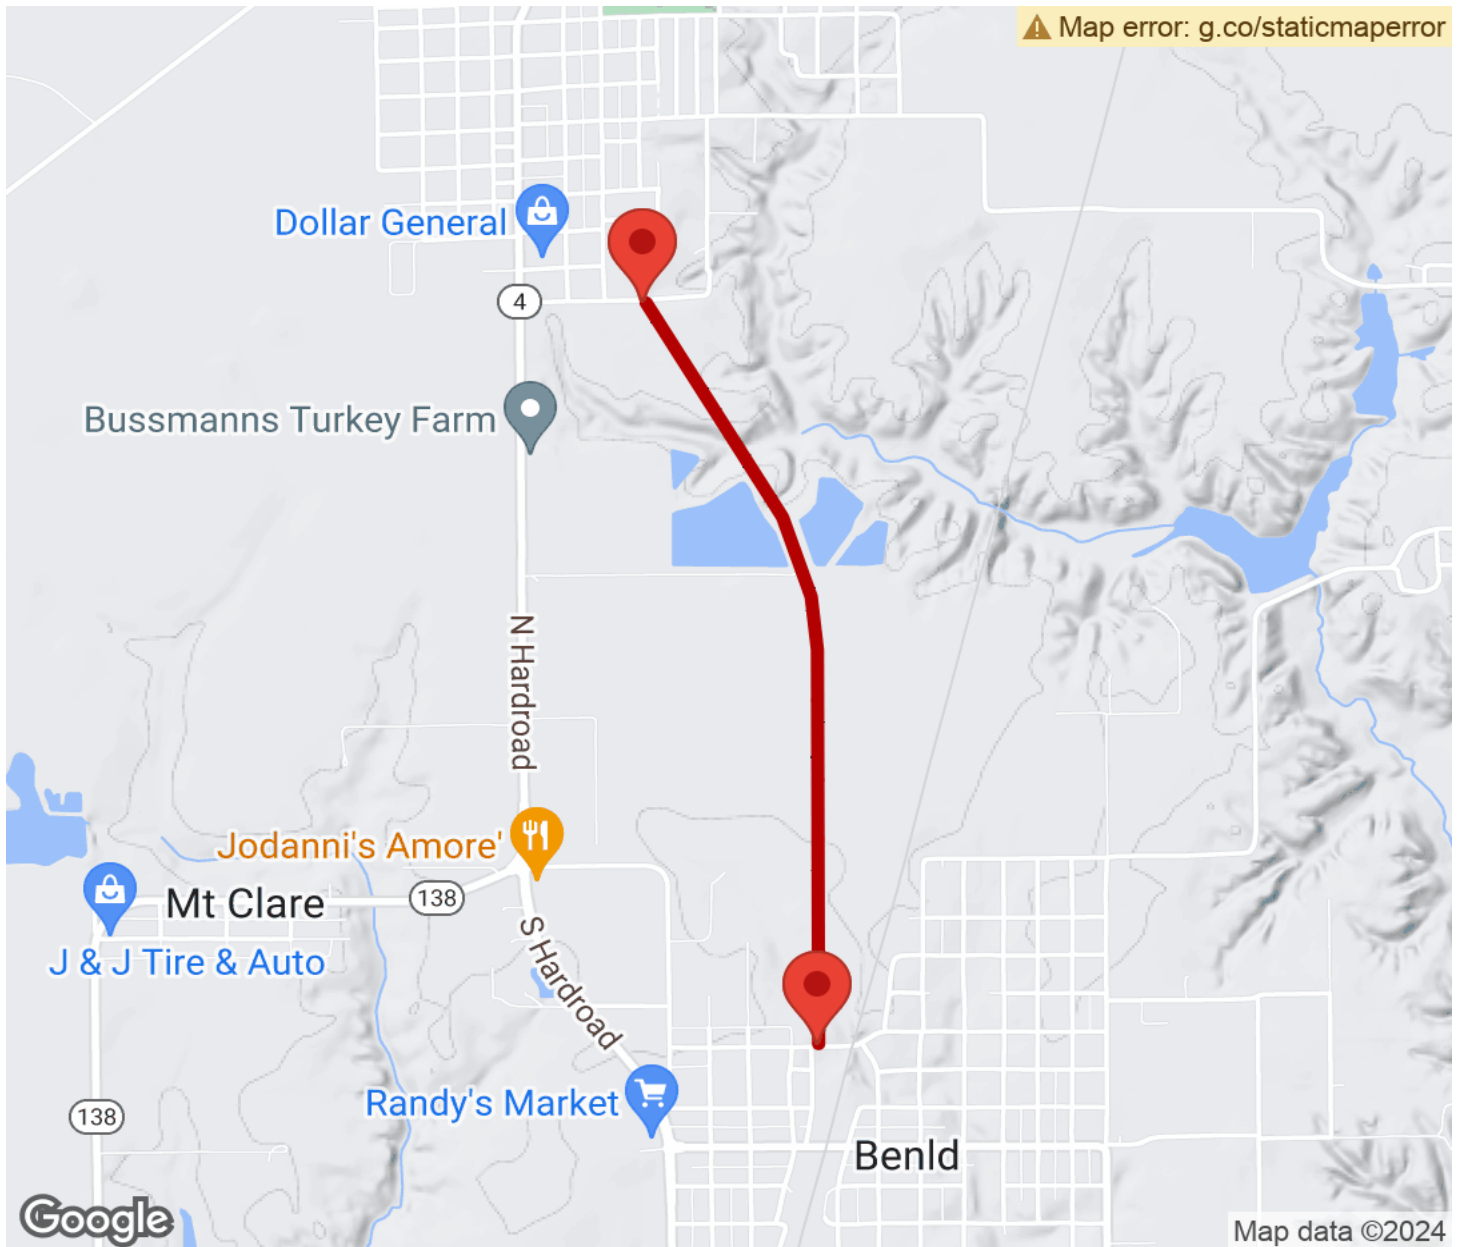 Map error: g.co/staticmaperror
Dollar General
4
Bussmanns Turkey Farm
N Hardroad
Jodanni's Amore'
138
Mt Clare
J & J Tire & Auto
S Hardroad
Randy's Market
138
Benld
Google
Map data ©2024